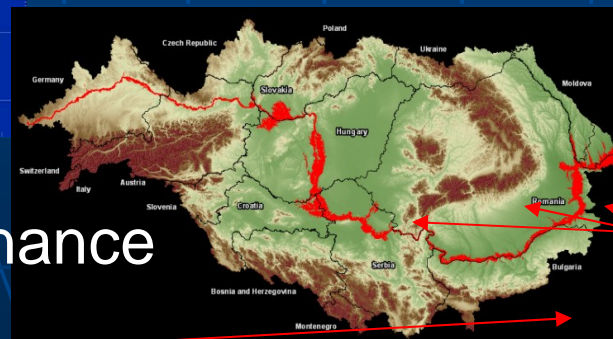 Poland
Czech Republic
Ukraine
Germany
Slovakia
Moldova
Hungary
Switzerland
Austria
Italy
Romania
Slovenia
Croatia
Serbia
Bulgaria
Bosnia and Herzegovina
Montenegro